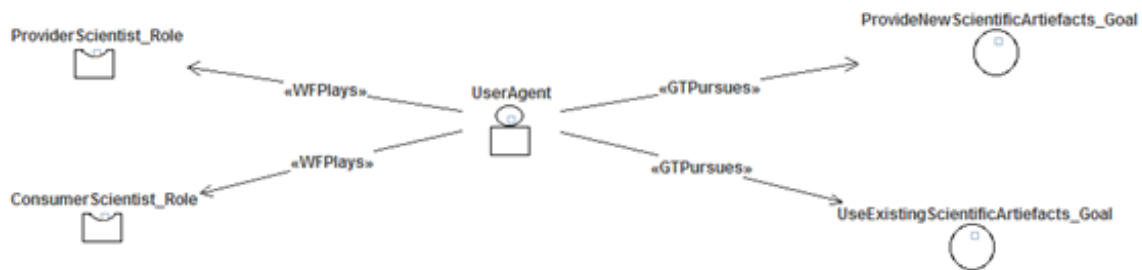 ProviderScientist_Role
ProvideNewScientificArtiefacts_Goal
«WFPlays»
UserAgent
«GTPursues»
«WFPlays»
«GTPursues»
ConsumerScientist_Role
UseExistingScientificArtiefacts_Goal